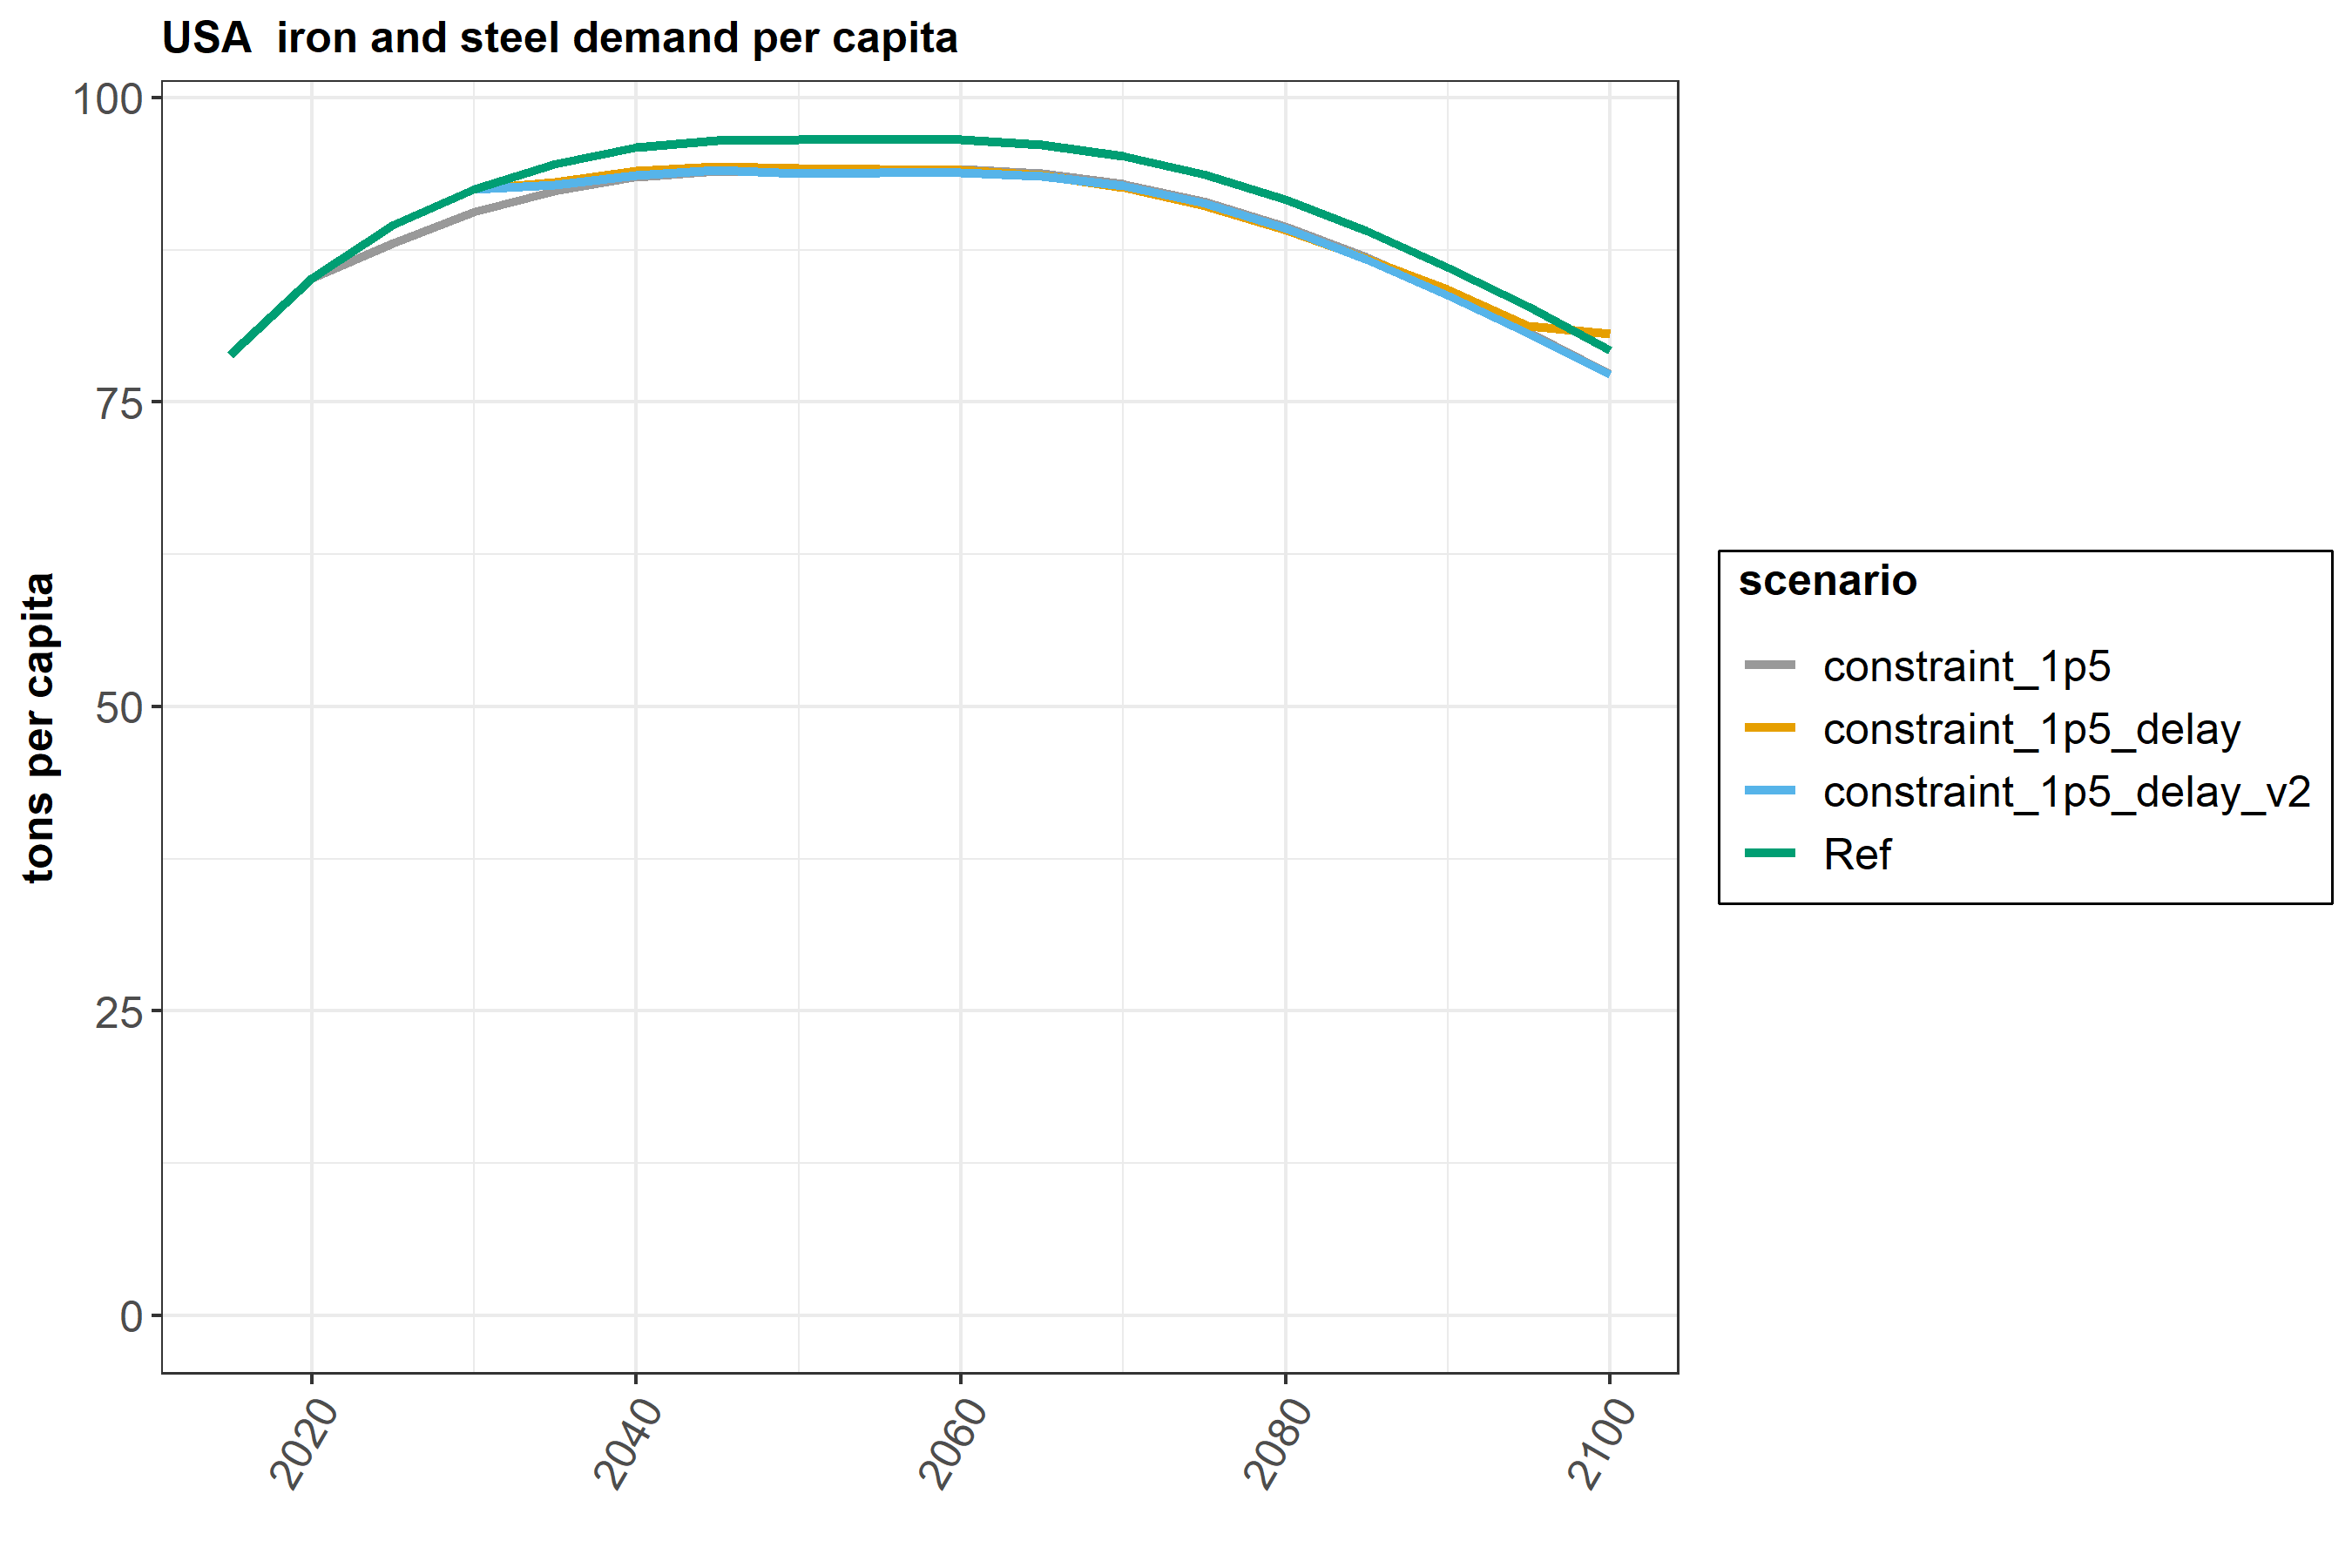 USA  iron and steel demand per capita
tons per capita
100
75
50
25
0
2020
2040
2060
2080
2100
scenario
constraint_1p5
constraint_1p5_delay
constraint_1p5_delay_v2
Ref